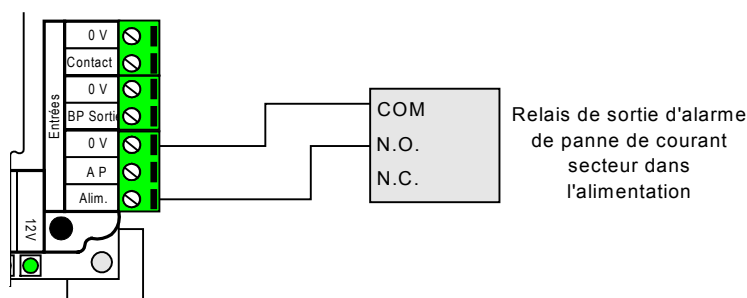 0 V
Contact
0 V
BP Sortie
0 V
A P
Alim.
Entrées
12V
COM
N.O.
N.C.
Relais de sortie d'alarme
de panne de courant
secteur dans
l'alimentation